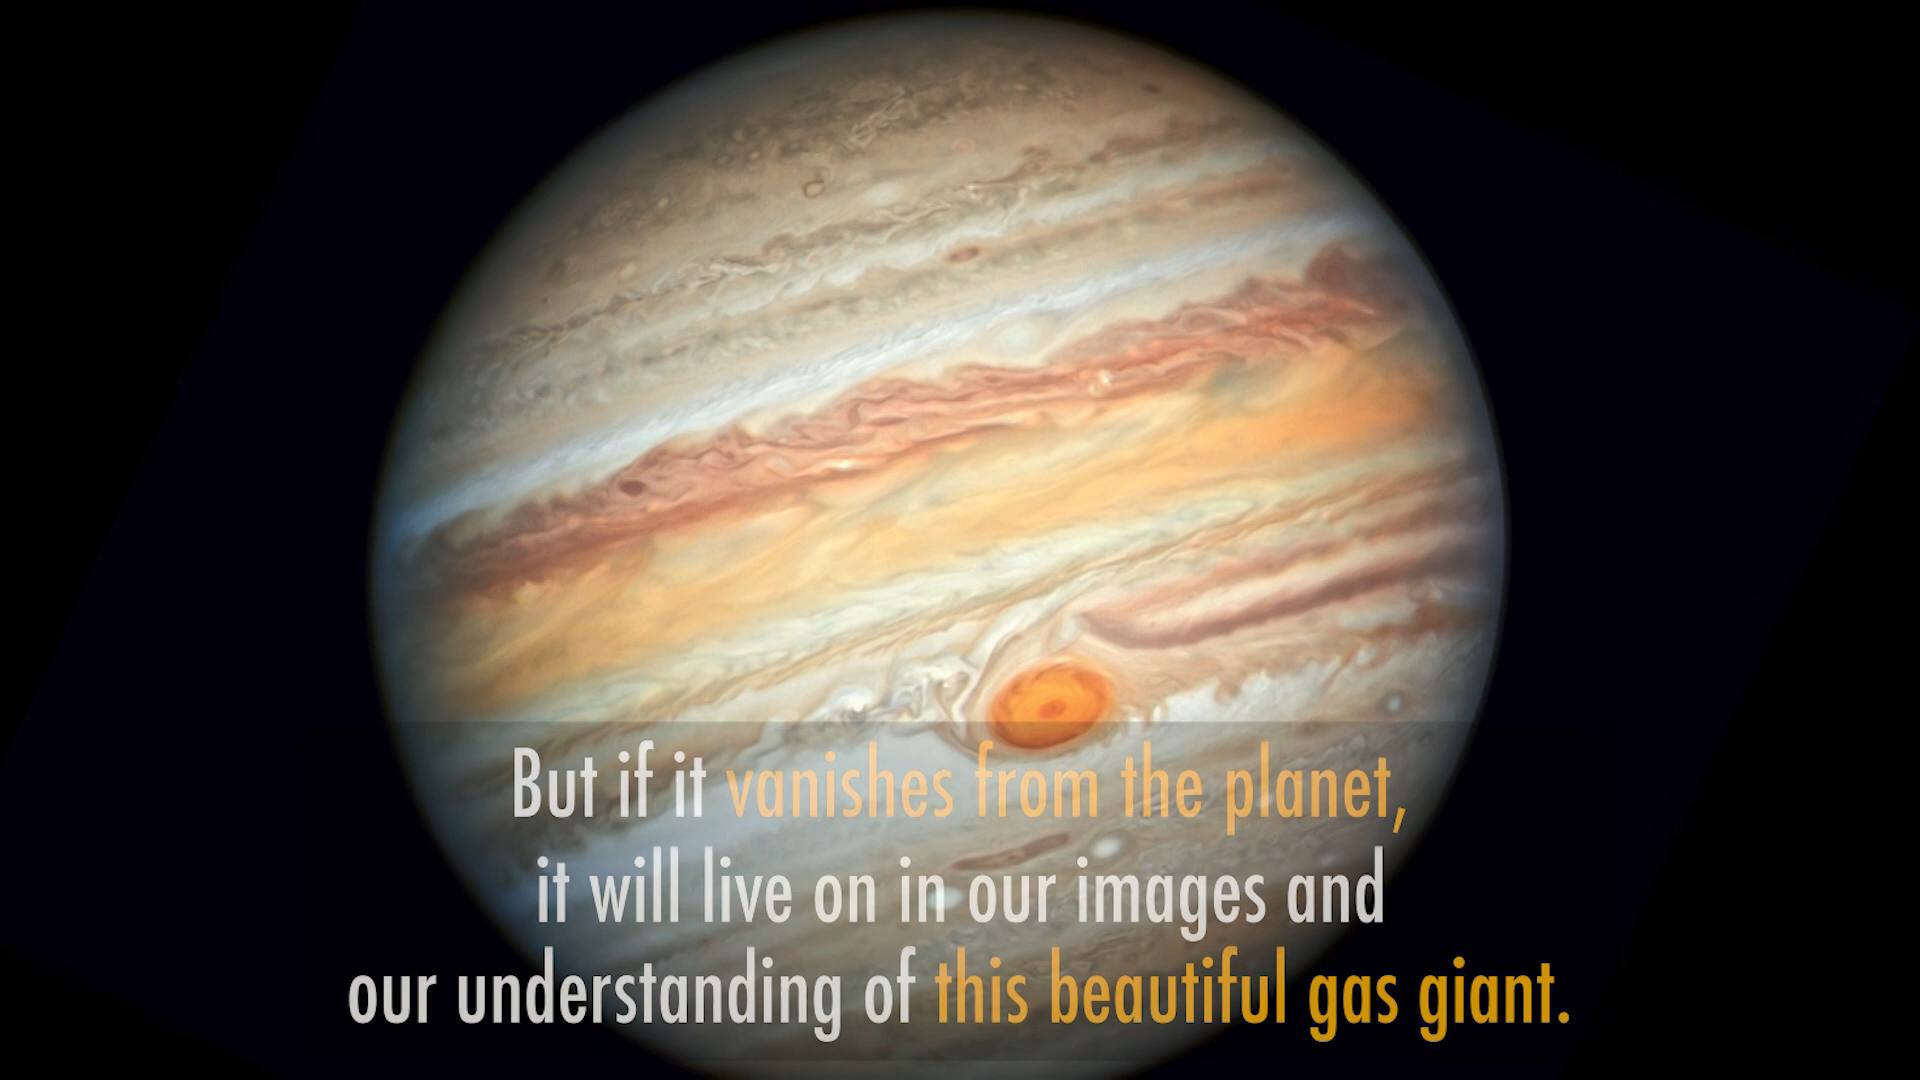 But if it vanishes from the planet,
it will live on in our images and
our understanding of this beautiful gas giant.